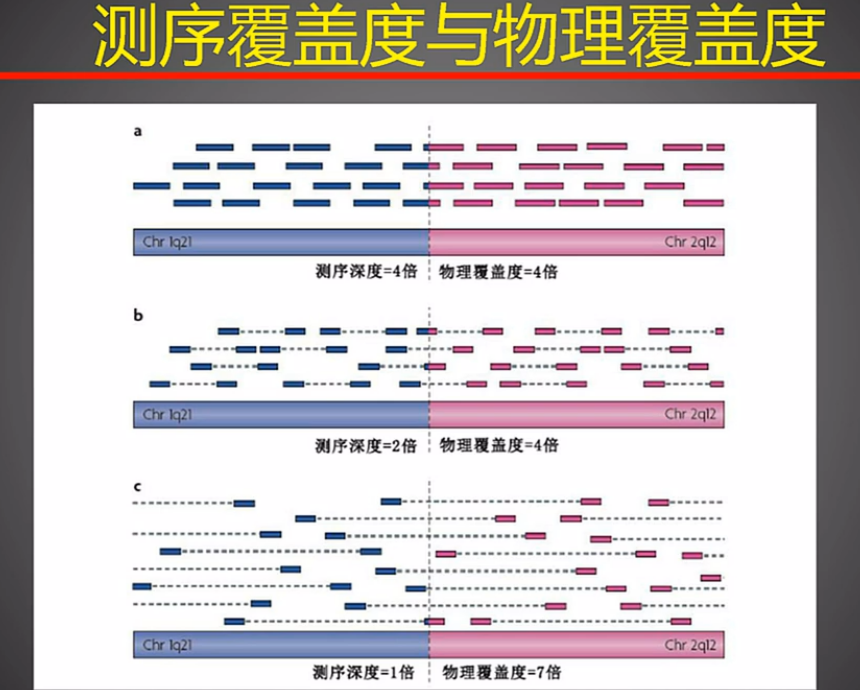 测序覆盖度与物理覆盖度
a
Chr 1q21 Chr 2q12
测序深度=4倍 物理覆盖度=4倍
b
Chr 1q21 Chr 2q12
测序深度=2倍 物理覆盖度=4倍
c
Chr 1q21 Chr 2q12
测序深度=1倍 物理覆盖度=7倍